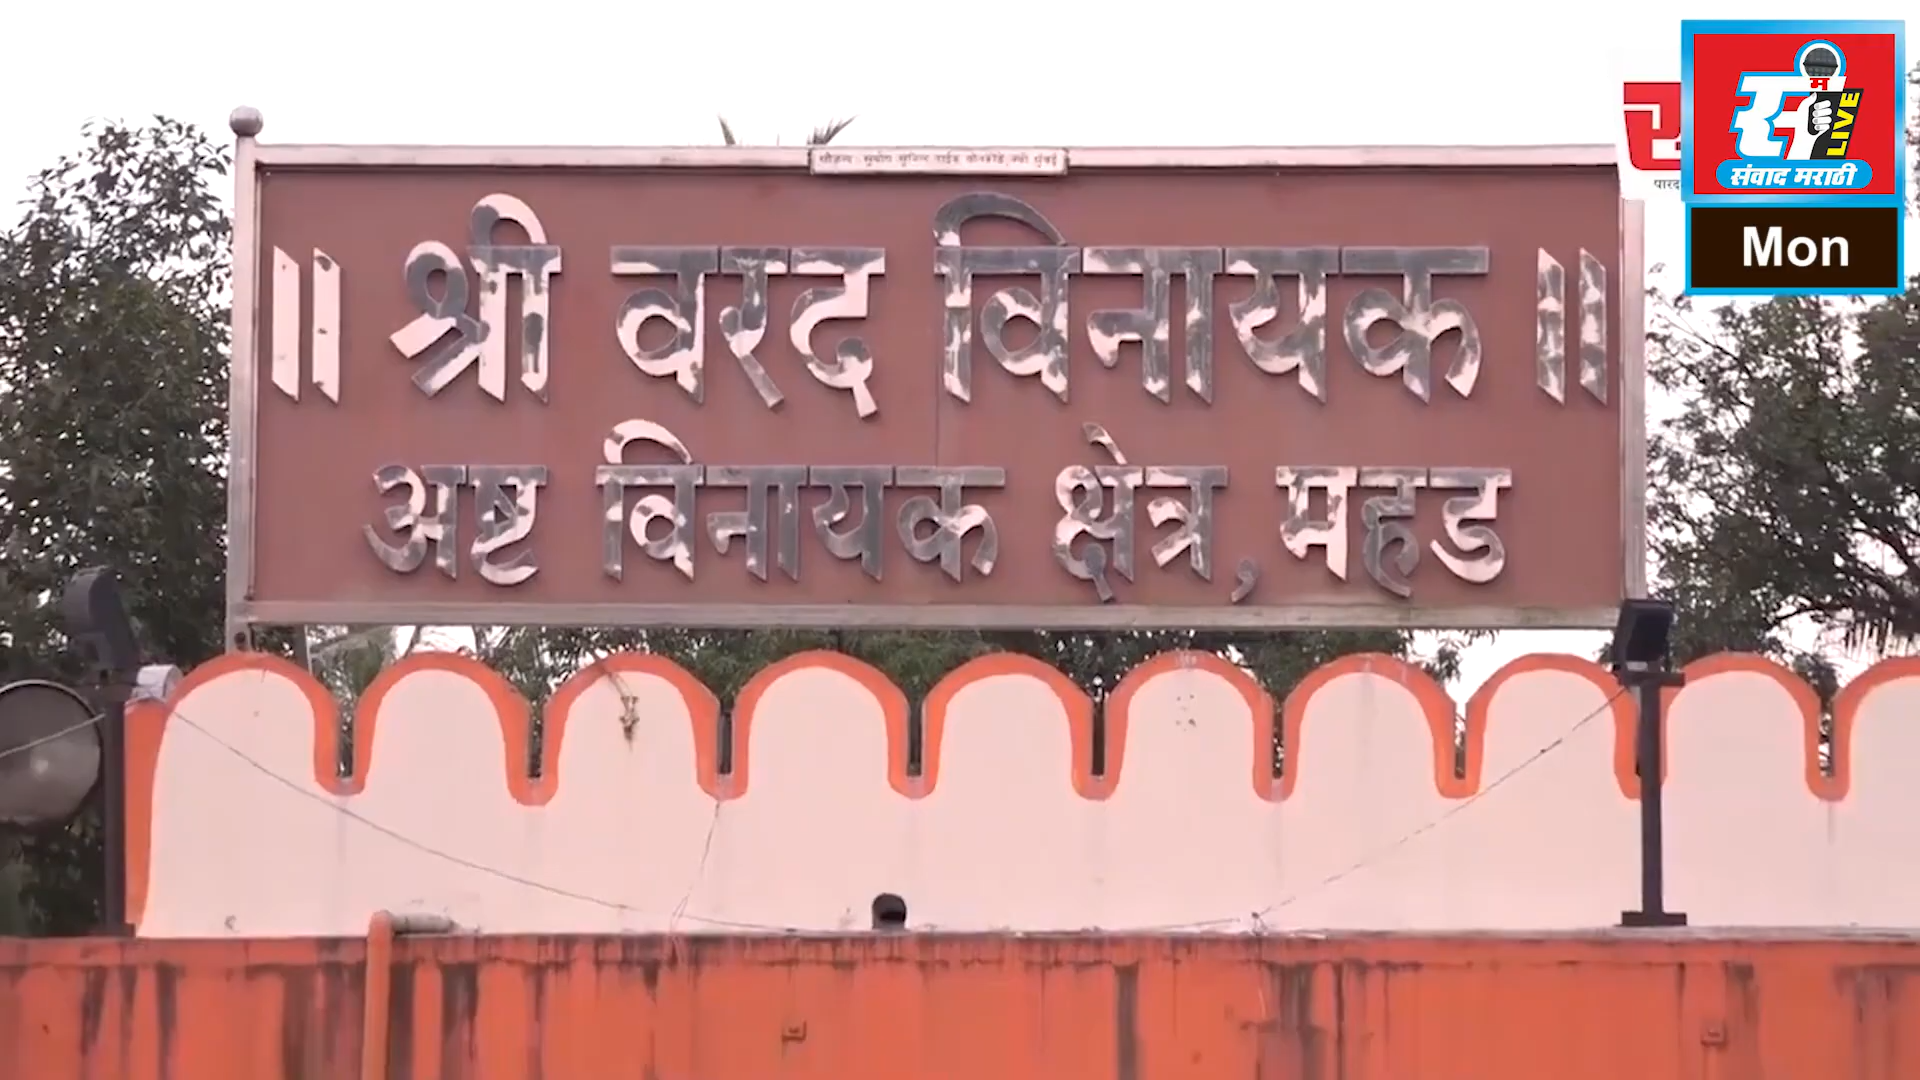 ॥ श्री वरद विनायक ॥
अष्ट विनायक क्षेत्र, महड
स
म
LIVE
संवाद मराठी
Mon